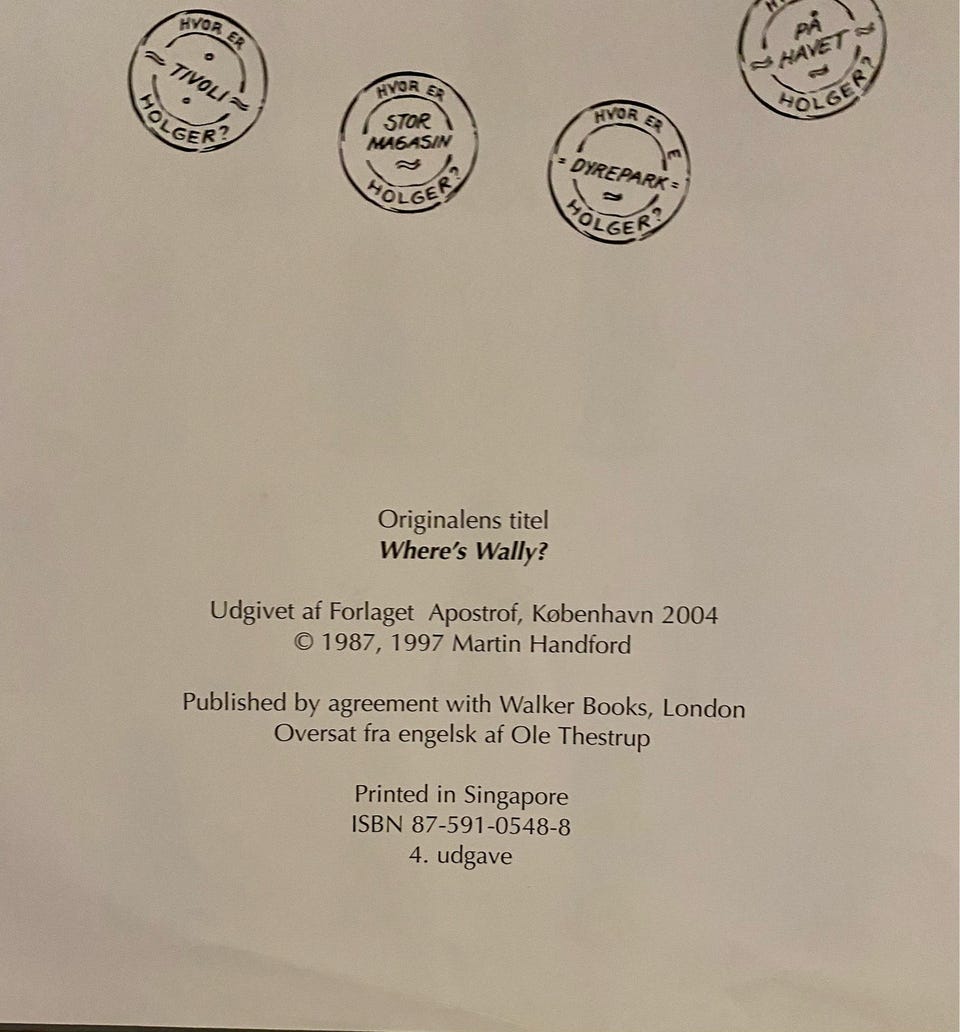 HVOR ER
TIVOLI
HOLGER?
HVOR ER
STOR
MAGASIN
HOLGER?
HVOR ER E
DYREPARK
HOLGER?
PÅ
HAVET
HOLGER?
Originalens titel
Where's Wally?
Udgivet af Forlaget Apostrof, København 2004
© 1987, 1997 Martin Handford
Published by agreement with Walker Books, London
Oversat fra engelsk af Ole Thestrup
Printed in Singapore
ISBN 87-591-0548-8
4. udgave